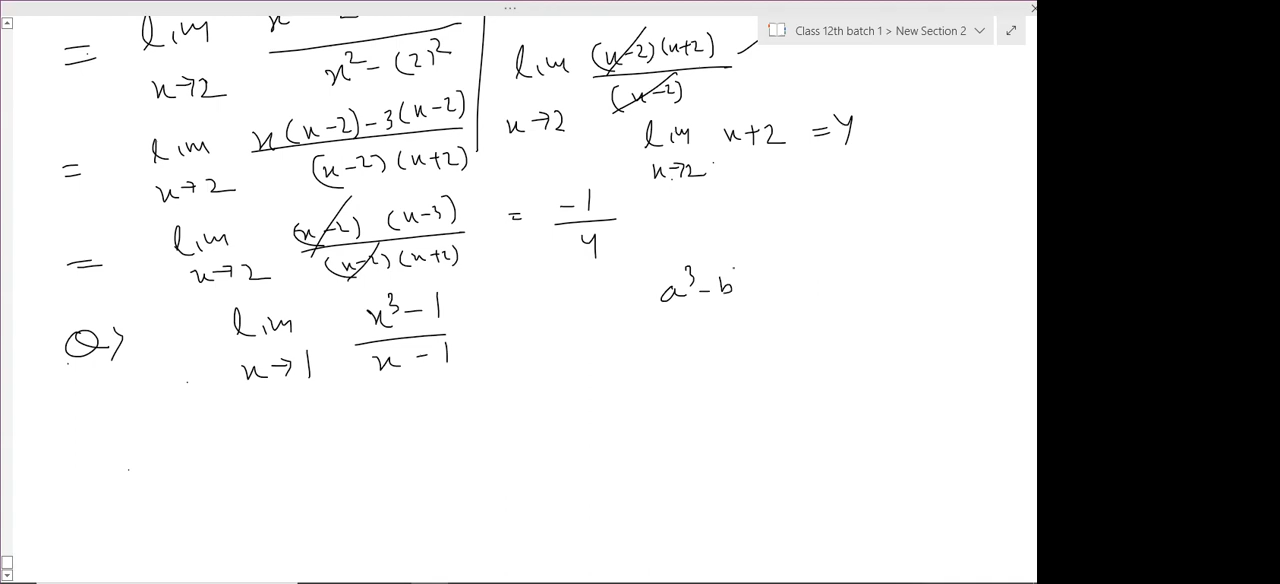 Class 12th batch 1 > New Section 2
= lim x→2 / x² - (2)²
= lim x→2 x(x-2)-3(x-2) / (x-2)(x+2)
= lim x→2 (x-2)(x-3) / (x-2)(x+2) = -1/4
lim x→2 (x-2)(x+2) / (x-2)
lim x→2 x+2 = 4
Q) lim x→1 x³-1 / x-1
a³-b